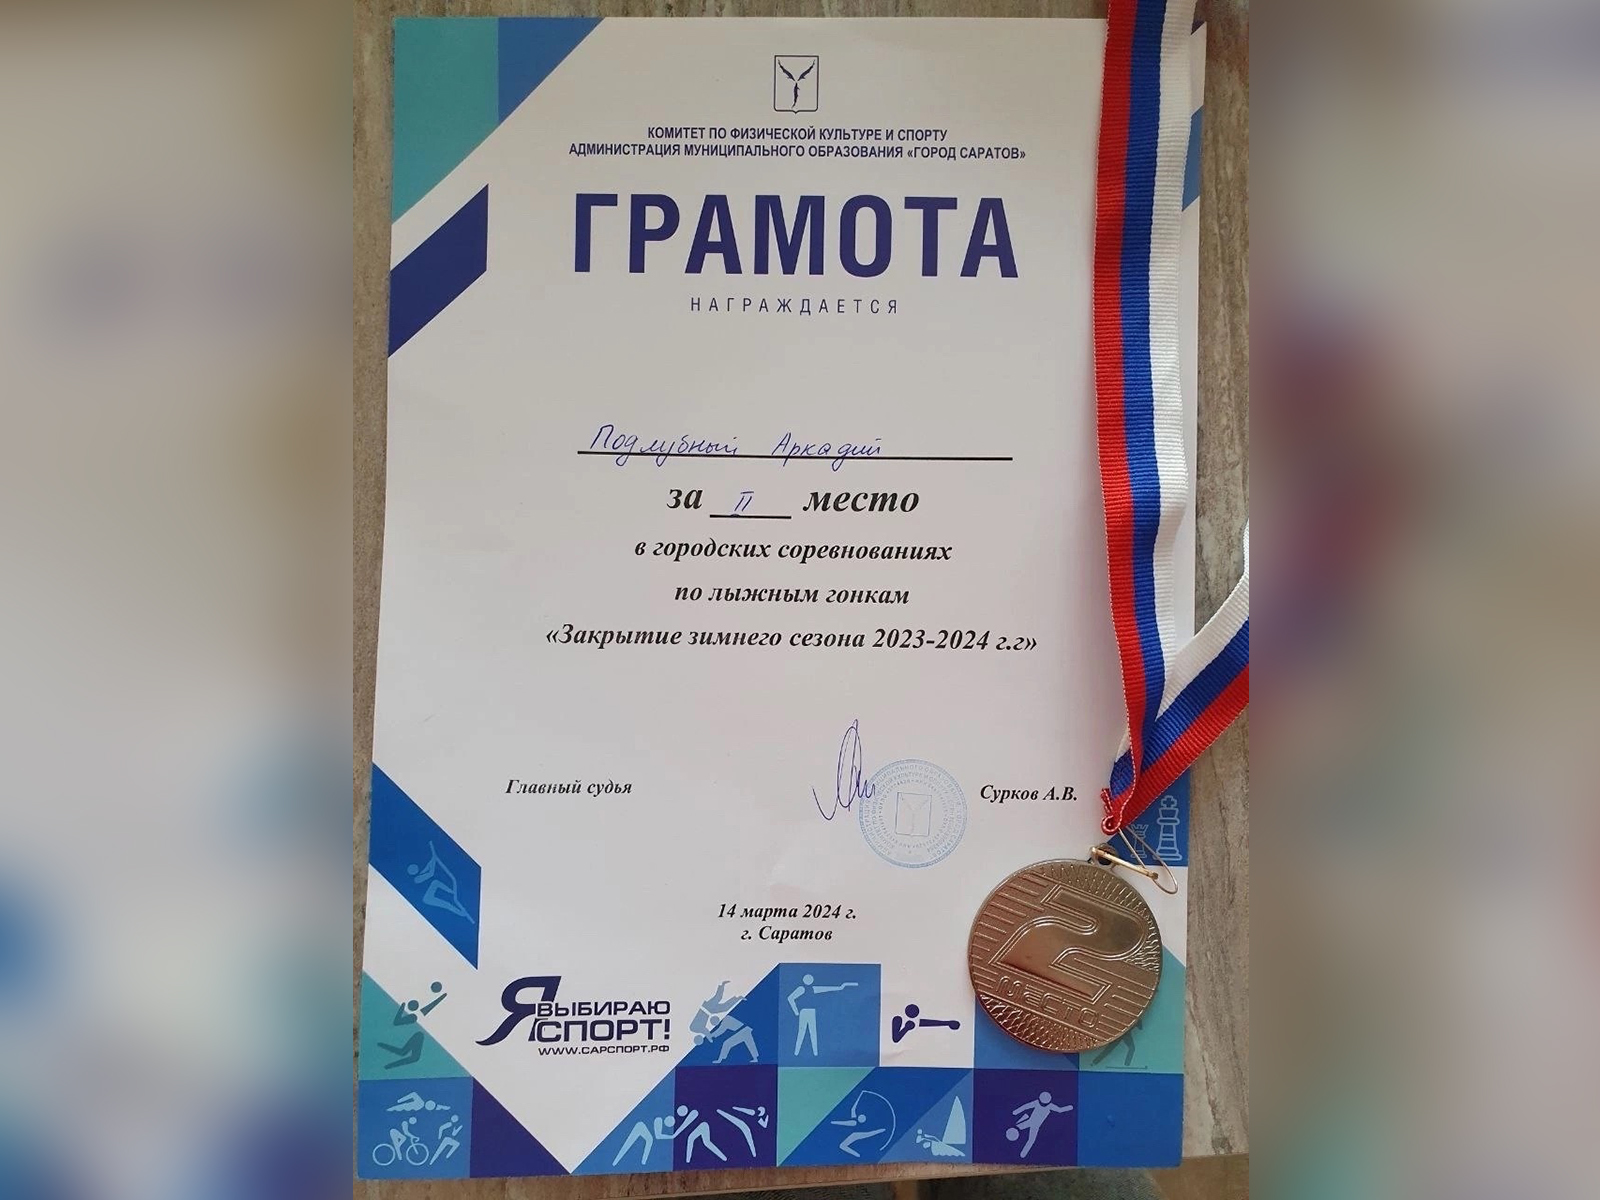 КОМИТЕТ ПО ФИЗИЧЕСКОЙ КУЛЬТУРЕ И СПОРТУ
АДМИНИСТРАЦИЯ МУНИЦИПАЛЬНОГО ОБРАЗОВАНИЯ «ГОРОД САРАТОВ»
ГРАМОТА
НАГРАЖДАЕТСЯ
Подлубный Аркадий
за II место
в городских соревнованиях
по лыжным гонкам
«Закрытие зимнего сезона 2023-2024 г.г»
Главный судья Сурков А.В.
14 марта 2024 г.
г. Саратов
Я ВЫБИРАЮ
СПОРТ!
WWW.САРСПОРТ.РФ
2
МЕСТО